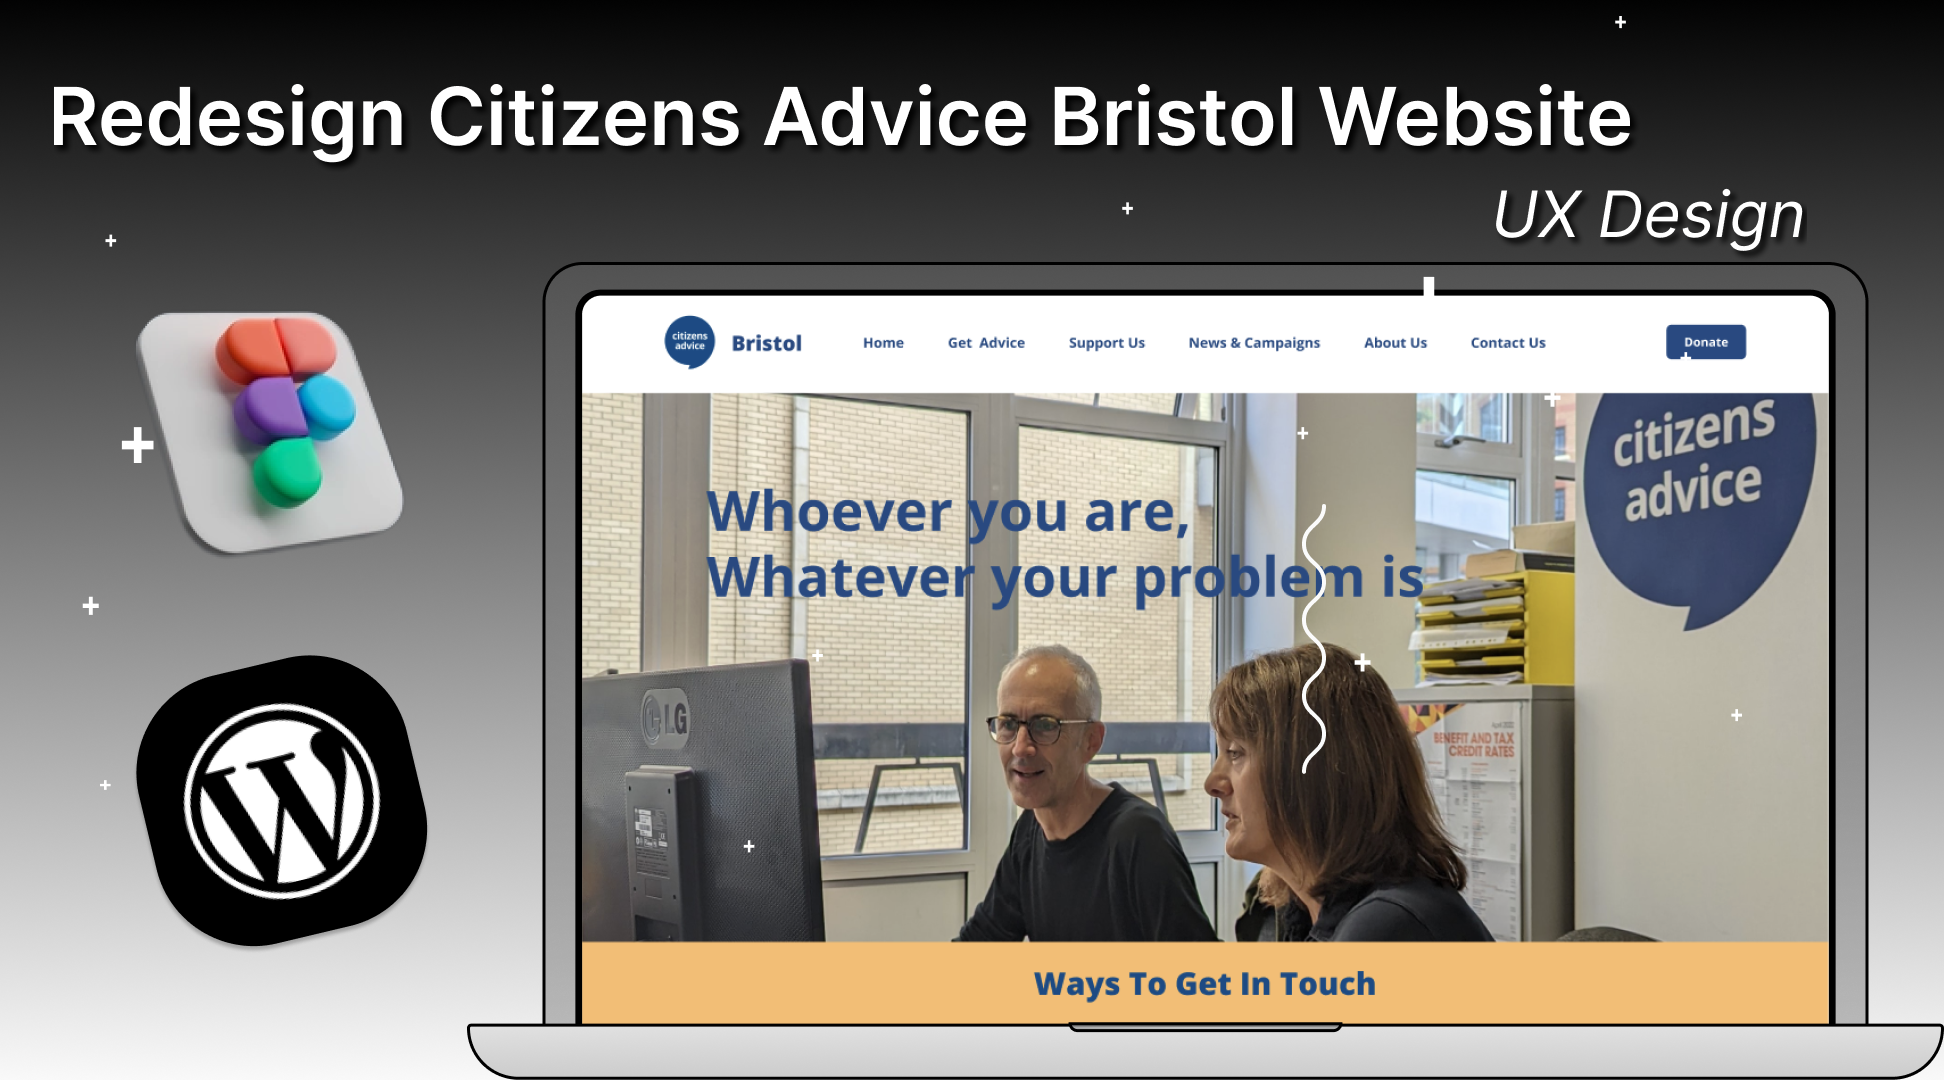 Redesign Citizens Advice Bristol Website
UX Design
citizens
advice
Bristol
Home
Get Advice
Support Us
News & Campaigns
About Us
Contact Us
Donate
citizens
advice
Whoever you are,
Whatever your problem is
LG
April 2022
BENEFIT AND TAX
CREDIT RATES
Ways To Get In Touch